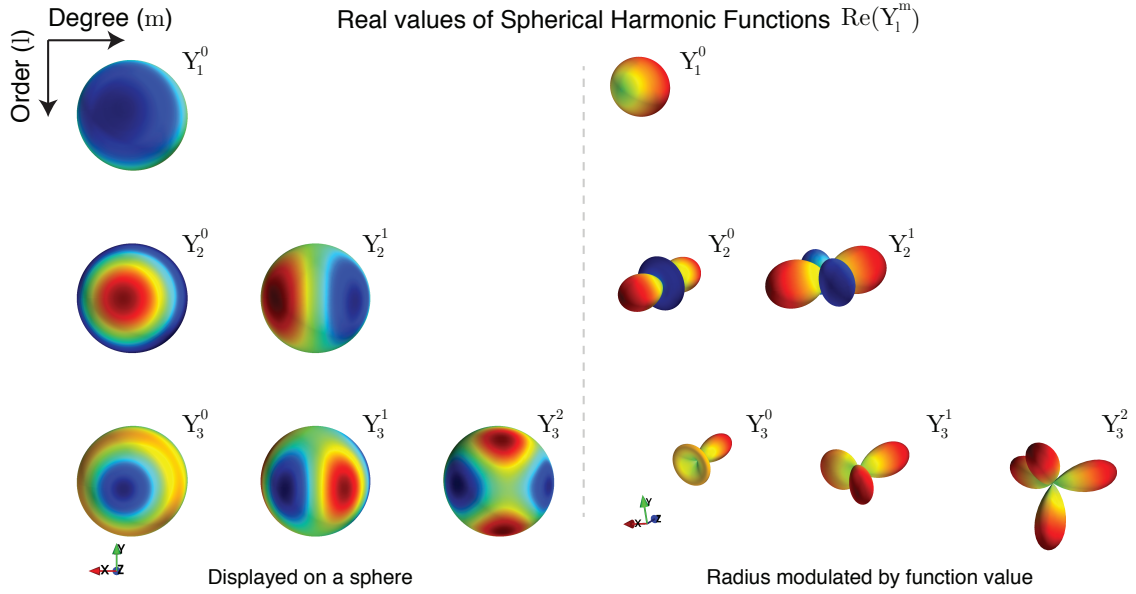 Degree (m)
Real values of Spherical Harmonic Functions Re(Y_l^m)
Order (l)
Y_1^0
Y_1^0
Y_2^0
Y_2^1
Y_2^0
Y_2^1
Y_3^0
Y_3^1
Y_3^2
Y_3^0
Y_3^1
Y_3^2
Y
X
Z
Y
X
Z
Displayed on a sphere
Radius modulated by function value